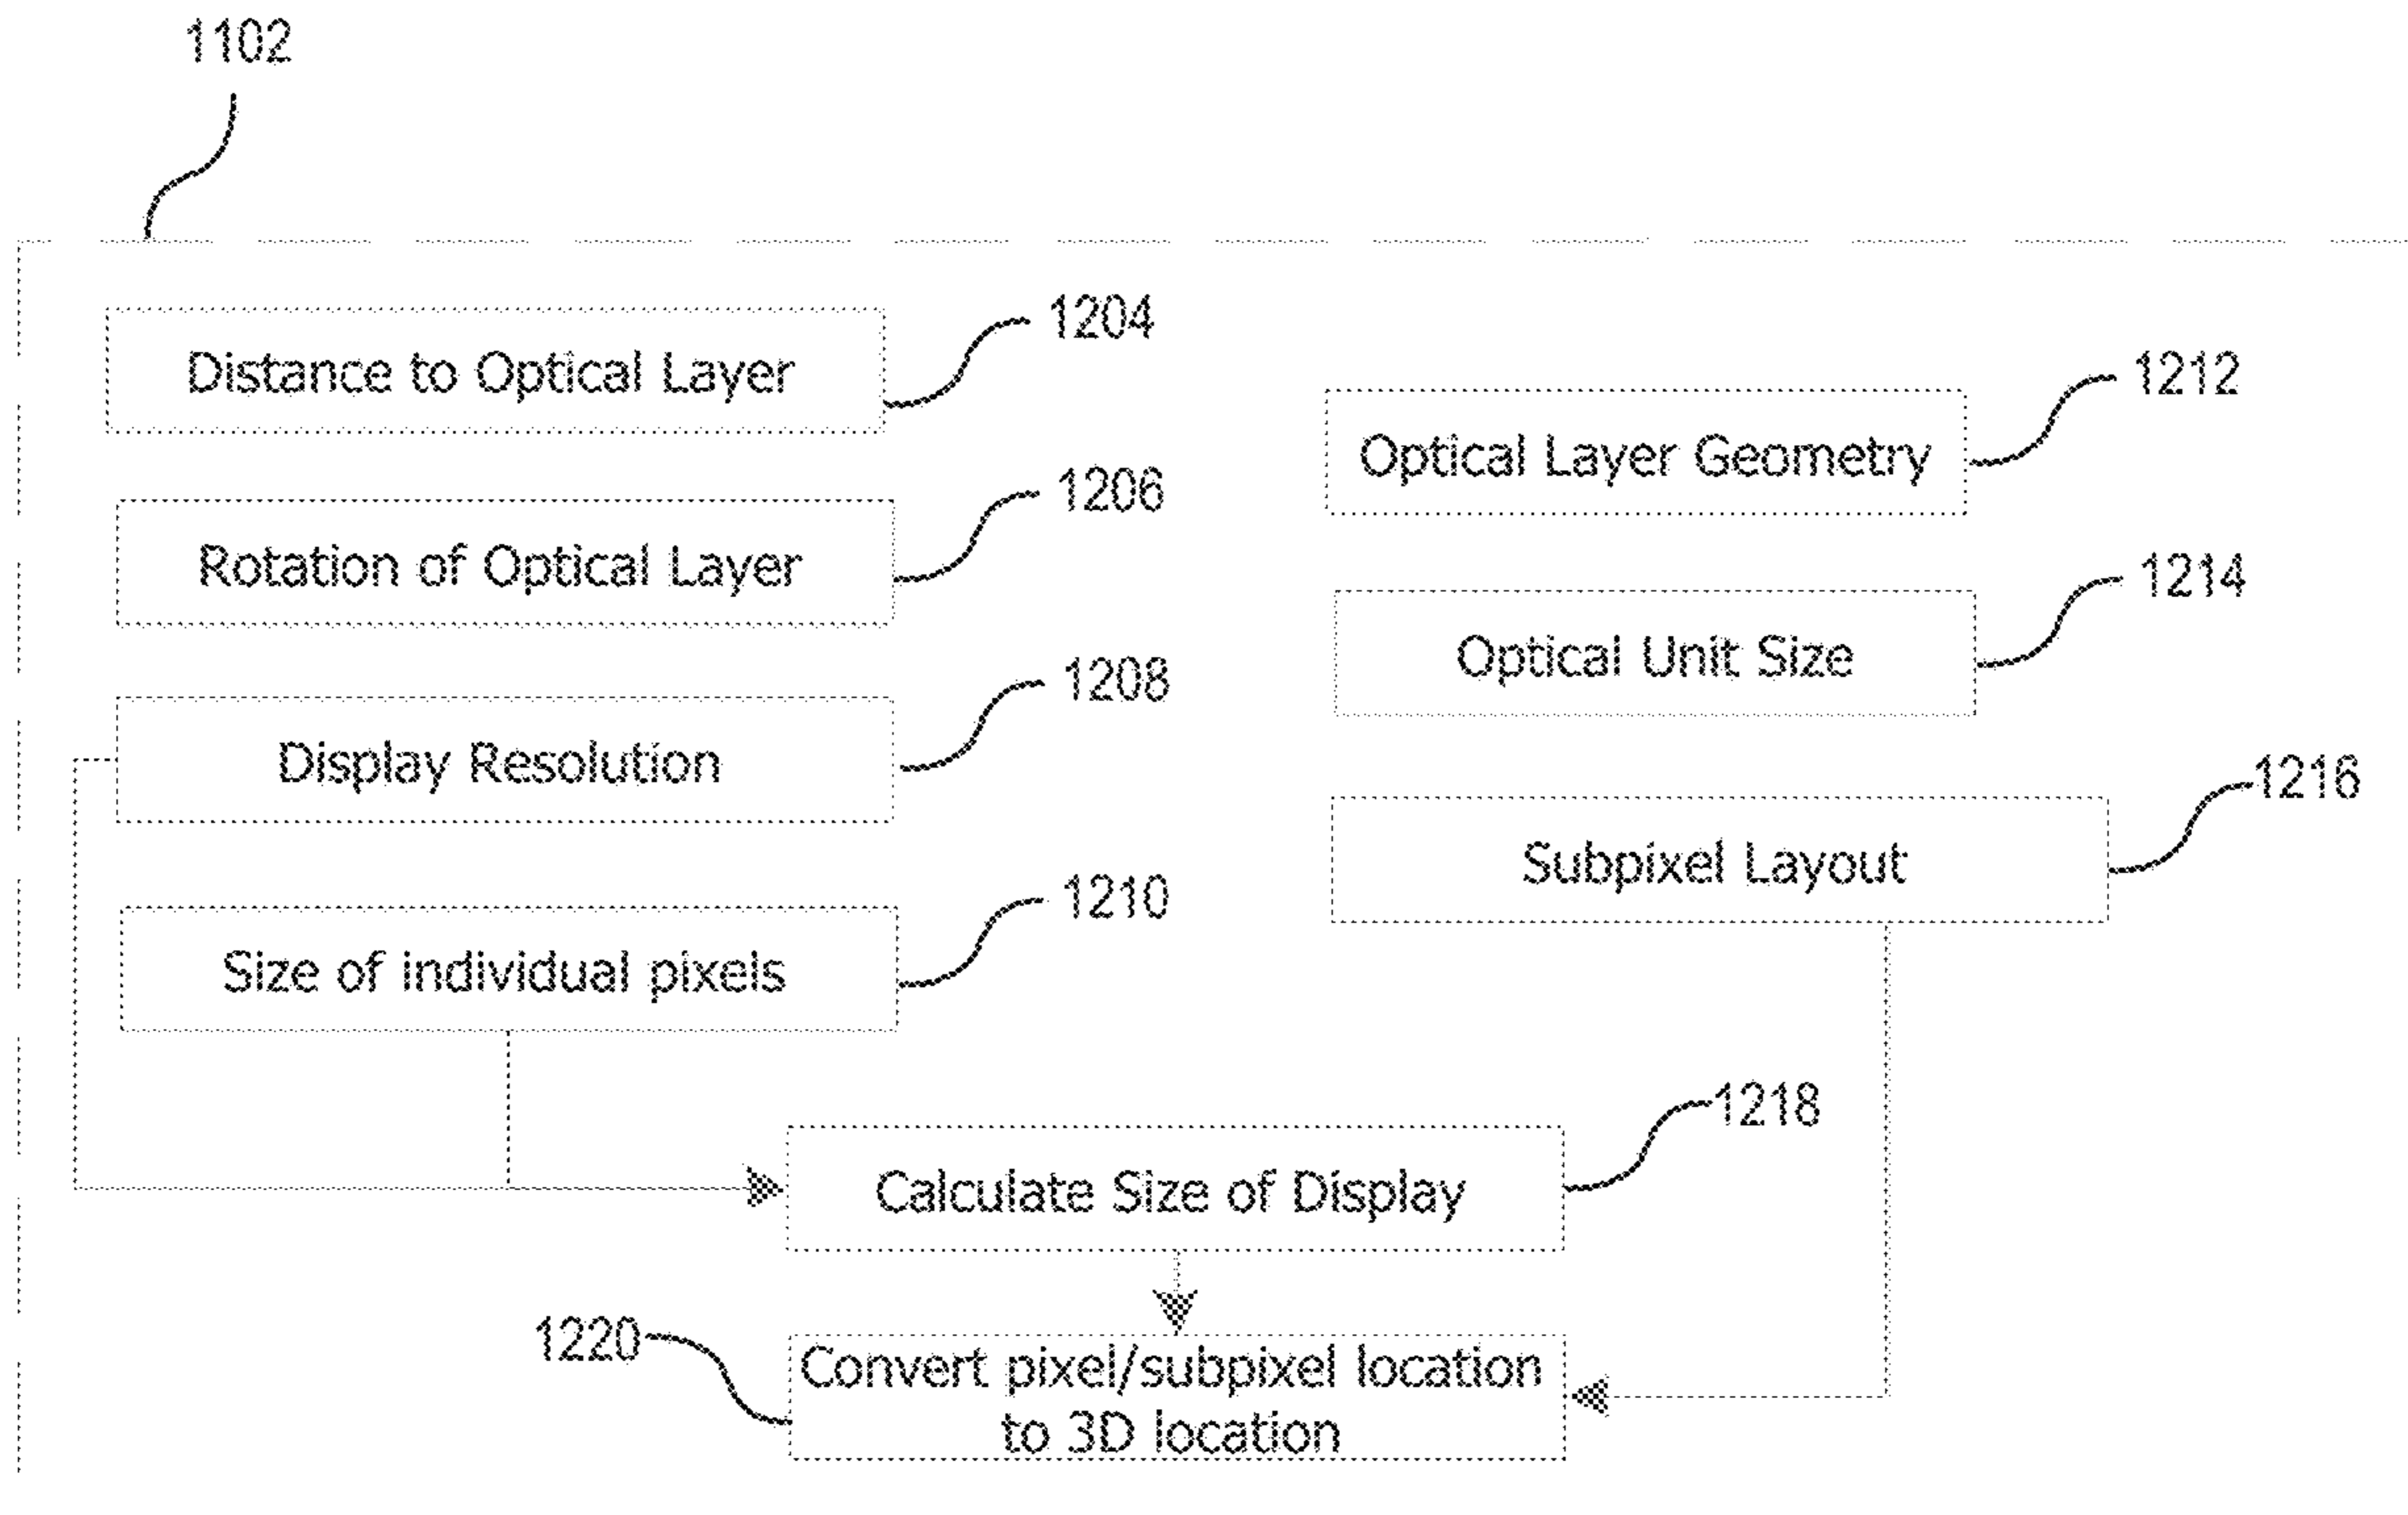 1102
Distance to Optical Layer
1204
Rotation of Optical Layer
1206
Display Resolution
1208
Size of individual pixels
1210
Optical Layer Geometry
1212
Optical Unit Size
1214
Subpixel Layout
1216
Calculate Size of Display
1218
1220
Convert pixel/subpixel location
to 3D location